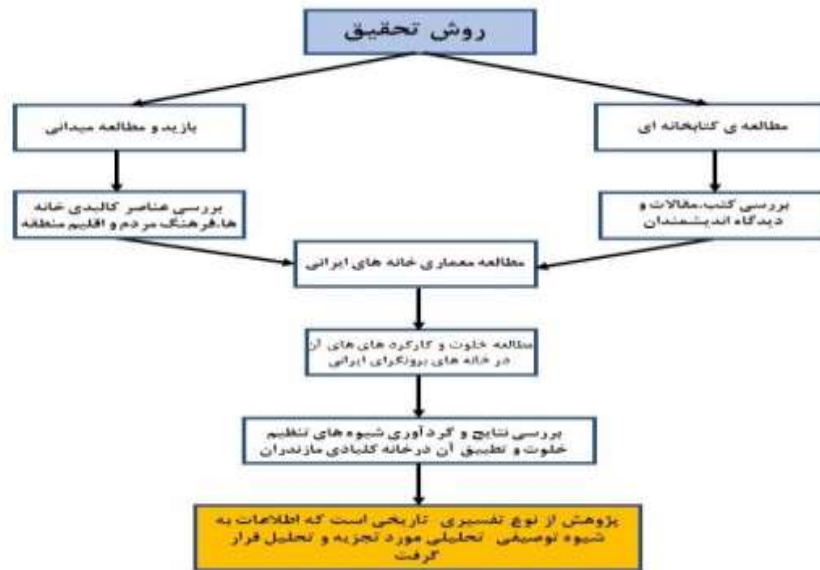 روش تحقیق
مطالعه ی کتابخانه ای
بازید و مطالعه میدانی
بررسی کتب،مقالات و
دیدگاه اندیشمندان
بررسی عناصر کالبدی خانه
ها،فرهنگ مردم و اقلیم منطقه
مطالعه معماری خانه های ایرانی
مطالعه خلوت و کارکرد های های آن
در خانه های برونگرای ایرانی
بررسی نتایج و گردآوری شیوه های تنظیم
خلوت و تطبیق آن درخانه کلبادی مازندران
پژوهش از نوع تفسیری تاریخی است که اطلاعات به
شیوه توصیفی تحلیلی مورد تجزیه و تحلیل قرار
گرفت